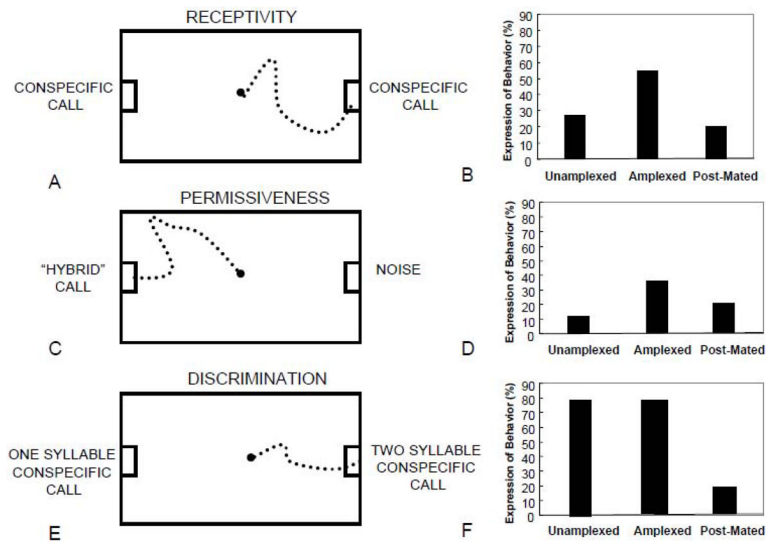 RECEPTIVITY
CONSPECIFIC
CALL
CONSPECIFIC
CALL
A
Expression of Behavior (%)
90
80
70
60
50
40
30
20
10
0
Unamplexed Amplexed Post-Mated
B
PERMISSIVENESS
"HYBRID"
CALL
NOISE
C
Expression of Behavior (%)
90
80
70
60
50
40
30
20
10
0
Unamplexed Amplexed Post-Mated
D
DISCRIMINATION
ONE SYLLABLE
CONSPECIFIC
CALL
TWO SYLLABLE
CONSPECIFIC
CALL
E
Expression of Behavior (%)
90
80
70
60
50
40
30
20
10
0
Unamplexed Amplexed Post-Mated
F